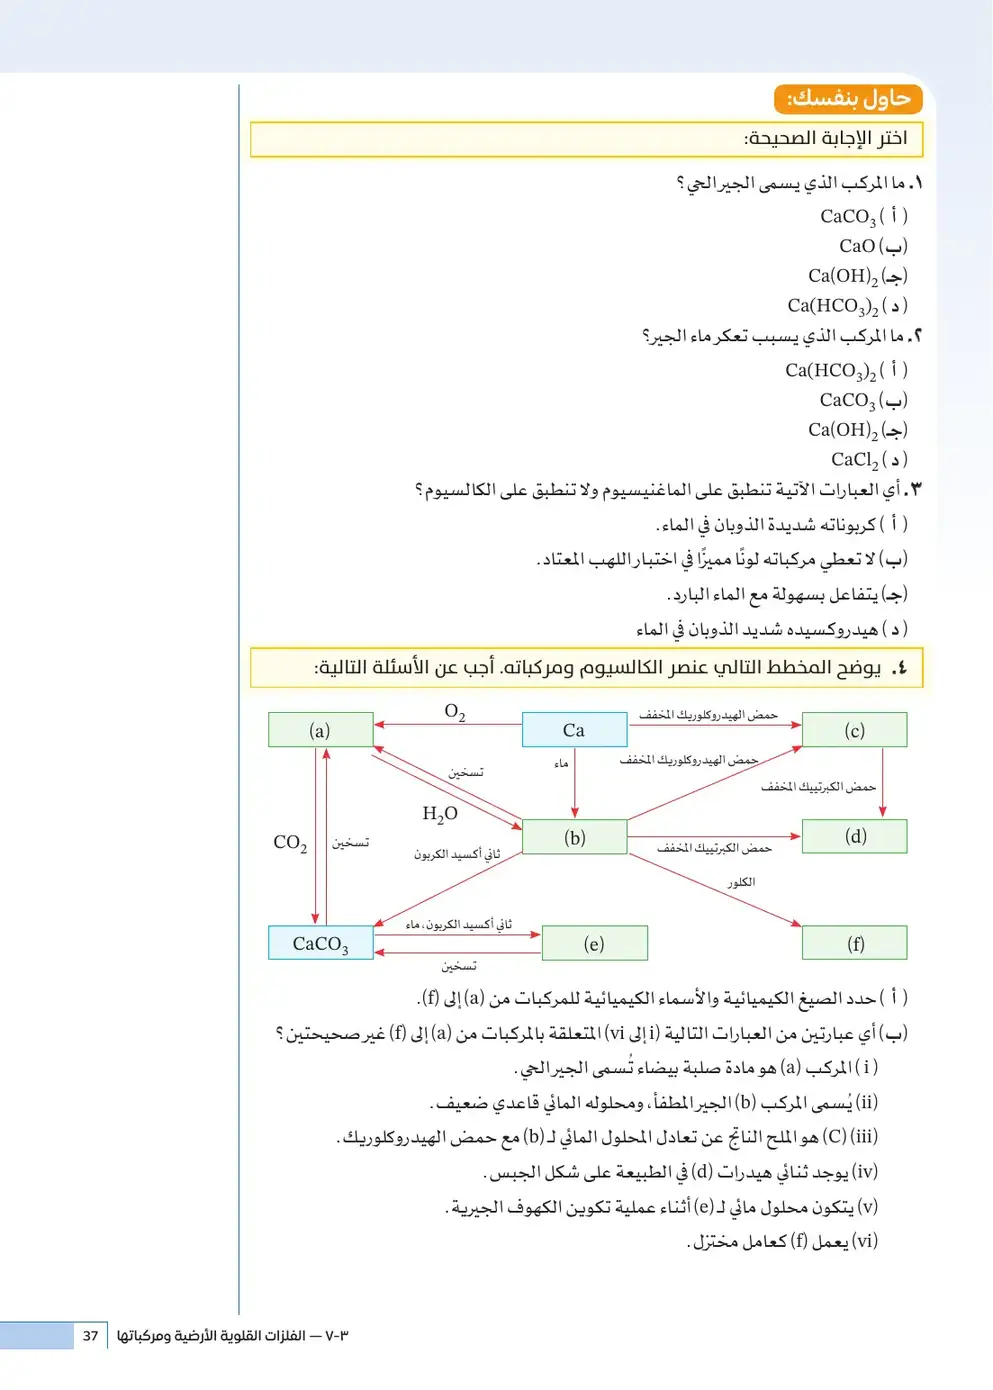 حاول بنفسك:
اختر الإجابة الصحيحة:
١. ما المركب الذي يسمى الجير الحي؟
( أ ) CaCO₃
(ب) CaO
(جـ) Ca(OH)₂
( د ) Ca(HCO₃)₂
٢. ما المركب الذي يسبب تعكر ماء الجير؟
( أ ) Ca(HCO₃)₂
(ب) CaCO₃
(جـ) Ca(OH)₂
( د ) CaCl₂
٣. أي العبارات الآتية تنطبق على الماغنيسيوم ولا تنطبق على الكالسيوم؟
( أ ) كربوناته شديدة الذوبان في الماء.
(ب) لا تعطي مركباته لونًا مميزًا في اختبار اللهب المعتاد.
(جـ) يتفاعل بسهولة مع الماء البارد.
( د ) هيدروكسيده شديد الذوبان في الماء
٤. يوضح المخطط التالي عنصر الكالسيوم ومركباته. أجب عن الأسئلة التالية:
(a)
O₂
Ca
حمض الهيدروكلوريك المخفف
(c)
تسخين
ماء
حمض الهيدروكلوريك المخفف
حمض الكبرتييك المخفف
H₂O
CO₂
تسخين
ثاني أكسيد الكربون
(b)
حمض الكبرتييك المخفف
(d)
الكلور
CaCO₃
ثاني أكسيد الكربون، ماء
تسخين
(e)
(f)
( أ ) حدد الصيغ الكيميائية والأسماء الكيميائية للمركبات من (a) إلى (f).
(ب) أي عبارتين من العبارات التالية (i إلى vi) المتعلقة بالمركبات من (a) إلى (f) غير صحيحتين؟
( i ) المركب (a) هو مادة صلبة بيضاء تُسمى الجير الحي.
(ii) يُسمى المركب (b) الجير المطفأ، ومحلوله المائي قاعدي ضعيف.
(iii) (C) هو الملح الناتج عن تعادل المحلول المائي لـ (b) مع حمض الهيدروكلوريك.
(iv) يوجد ثنائي هيدرات (d) في الطبيعة على شكل الجبس.
(v) يتكون محلول مائي لـ (e) أثناء عملية تكوين الكهوف الجيرية.
(vi) يعمل (f) كعامل مختزل.
٣-٧ — الفلزات القلوية الأرضية ومركباتها 37